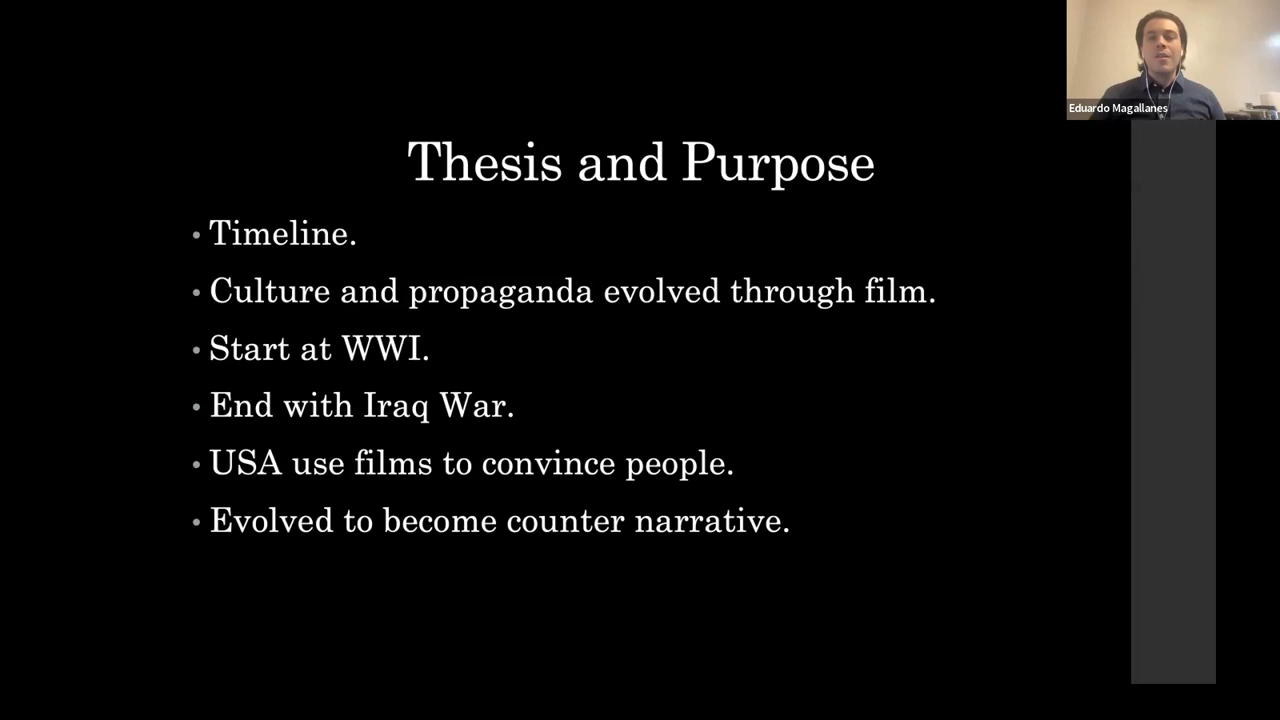 Eduardo Magallanes
Thesis and Purpose
• Timeline.
• Culture and propaganda evolved through film.
• Start at WWI.
• End with Iraq War.
• USA use films to convince people.
• Evolved to become counter narrative.